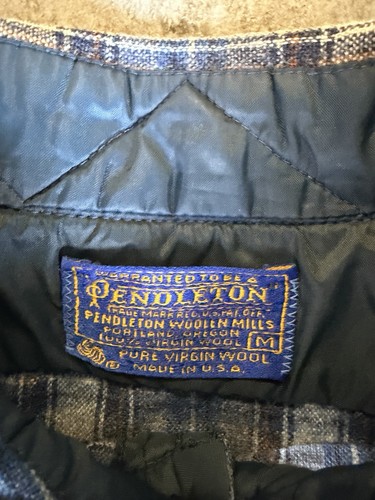 WARRANTED TO BE A
PENDLETON
TRADE MARK REG. U.S. PAT. OFF.
PENDLETON WOOLEN MILLS
PORTLAND, OREGON
100% VIRGIN WOOL M
PURE VIRGIN WOOL
MADE IN U.S.A.